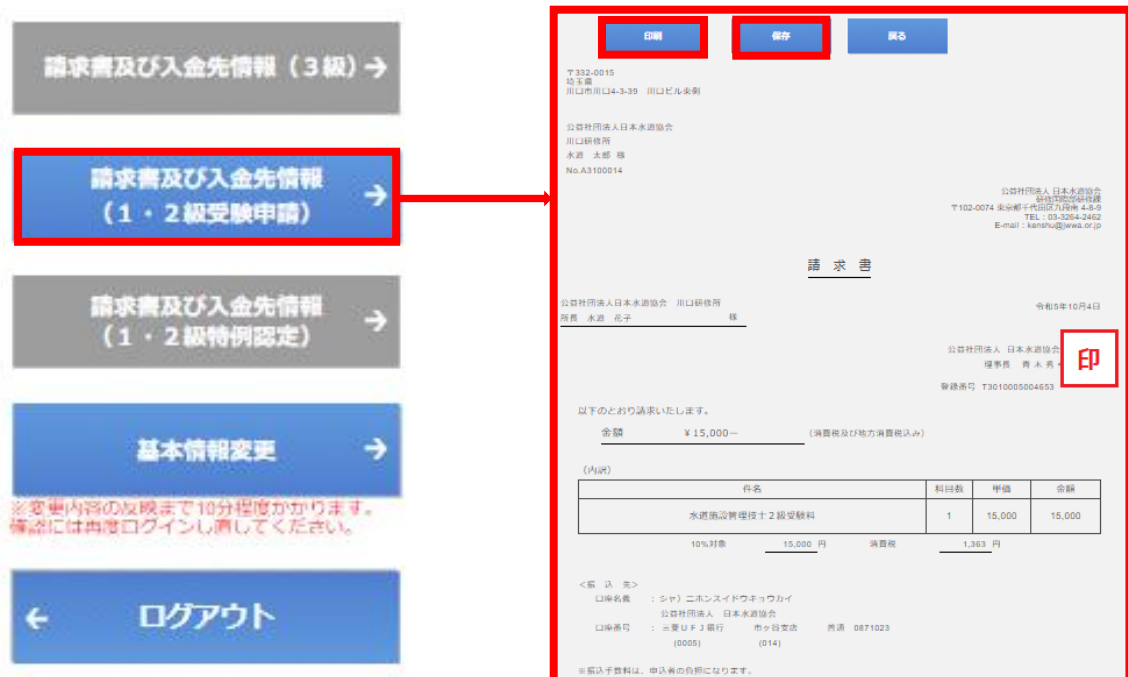 請求書及び入金先情報（3級）→
請求書及び入金先情報
（1・2級受験申請）
→
請求書及び入金先情報
（1・2級特例認定）
→
基本情報変更 →
※変更内容の反映まで10分程度かかります。
確認には再度ログインし直してください。
← ログアウト
印刷 保存 戻る
〒332-0015
埼玉県
川口市川口4-3-39 川口ビル東側
公益社団法人日本水道協会
川口研修所
水道 太郎 様
No.A3100014
公益社団法人 日本水道協会
研修国際部研修課
〒102-0074 東京都千代田区九段南 4-8-9
TEL : 03-3264-2462
E-mail : kenshu@jwwa.or.jp
請 求 書
公益社団法人日本水道協会 川口研修所
所長 水道 花子 様
令和5年10月4日
公益社団法人 日本水道協会
理事長 青 木 秀
印
登録番号 T3010005004653
以下のとおり請求いたします。
金額 ¥ 15,000－ (消費税及び地方消費税込み)
(内訳)
件名 科目数 単価 金額
水道施設管理技士２級受験料 1 15,000 15,000
10%対象 15,000 円 消費税 1,363 円
＜振 込 先＞
口座名義 : シャ）ニホンスイドウキョウカイ
公益社団法人 日本水道協会
口座番号 : 三菱ＵＦＪ銀行 市ヶ谷支店 普通 0871023
(0005) (014)
※振込手数料は、申込者の負担になります。